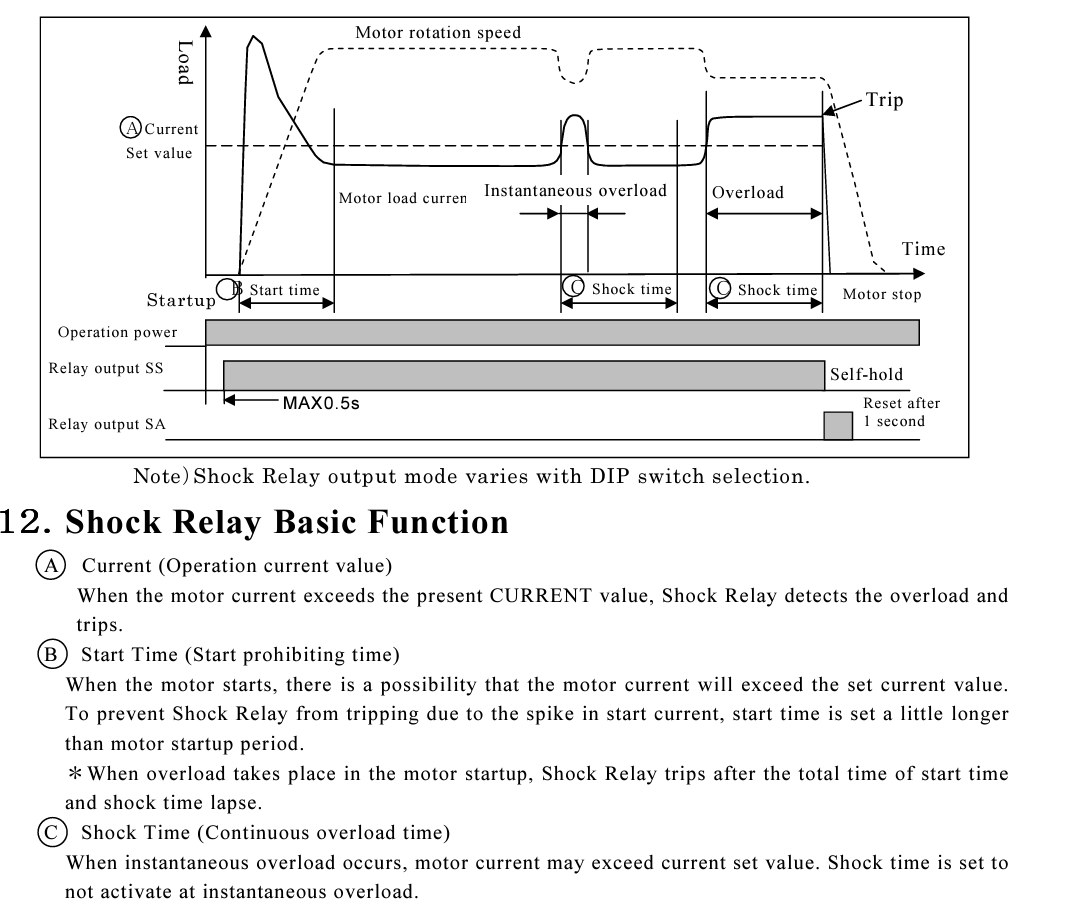 Motor rotation speed
Load
Trip
Ⓐ Current
Set value
Motor load curren
Instantaneous overload
Overload
Time
Startup
Ⓑ Start time
Ⓒ Shock time
Ⓒ Shock time
Motor stop
Operation power
Relay output SS
Self-hold
MAX0.5s
Reset after
1 second
Relay output SA
Note) Shock Relay output mode varies with DIP switch selection.
12. Shock Relay Basic Function
Ⓐ Current (Operation current value)
When the motor current exceeds the present CURRENT value, Shock Relay detects the overload and
trips.
Ⓑ Start Time (Start prohibiting time)
When the motor starts, there is a possibility that the motor current will exceed the set current value.
To prevent Shock Relay from tripping due to the spike in start current, start time is set a little longer
than motor startup period.
＊When overload takes place in the motor startup, Shock Relay trips after the total time of start time
and shock time lapse.
Ⓒ Shock Time (Continuous overload time)
When instantaneous overload occurs, motor current may exceed current set value. Shock time is set to
not activate at instantaneous overload.